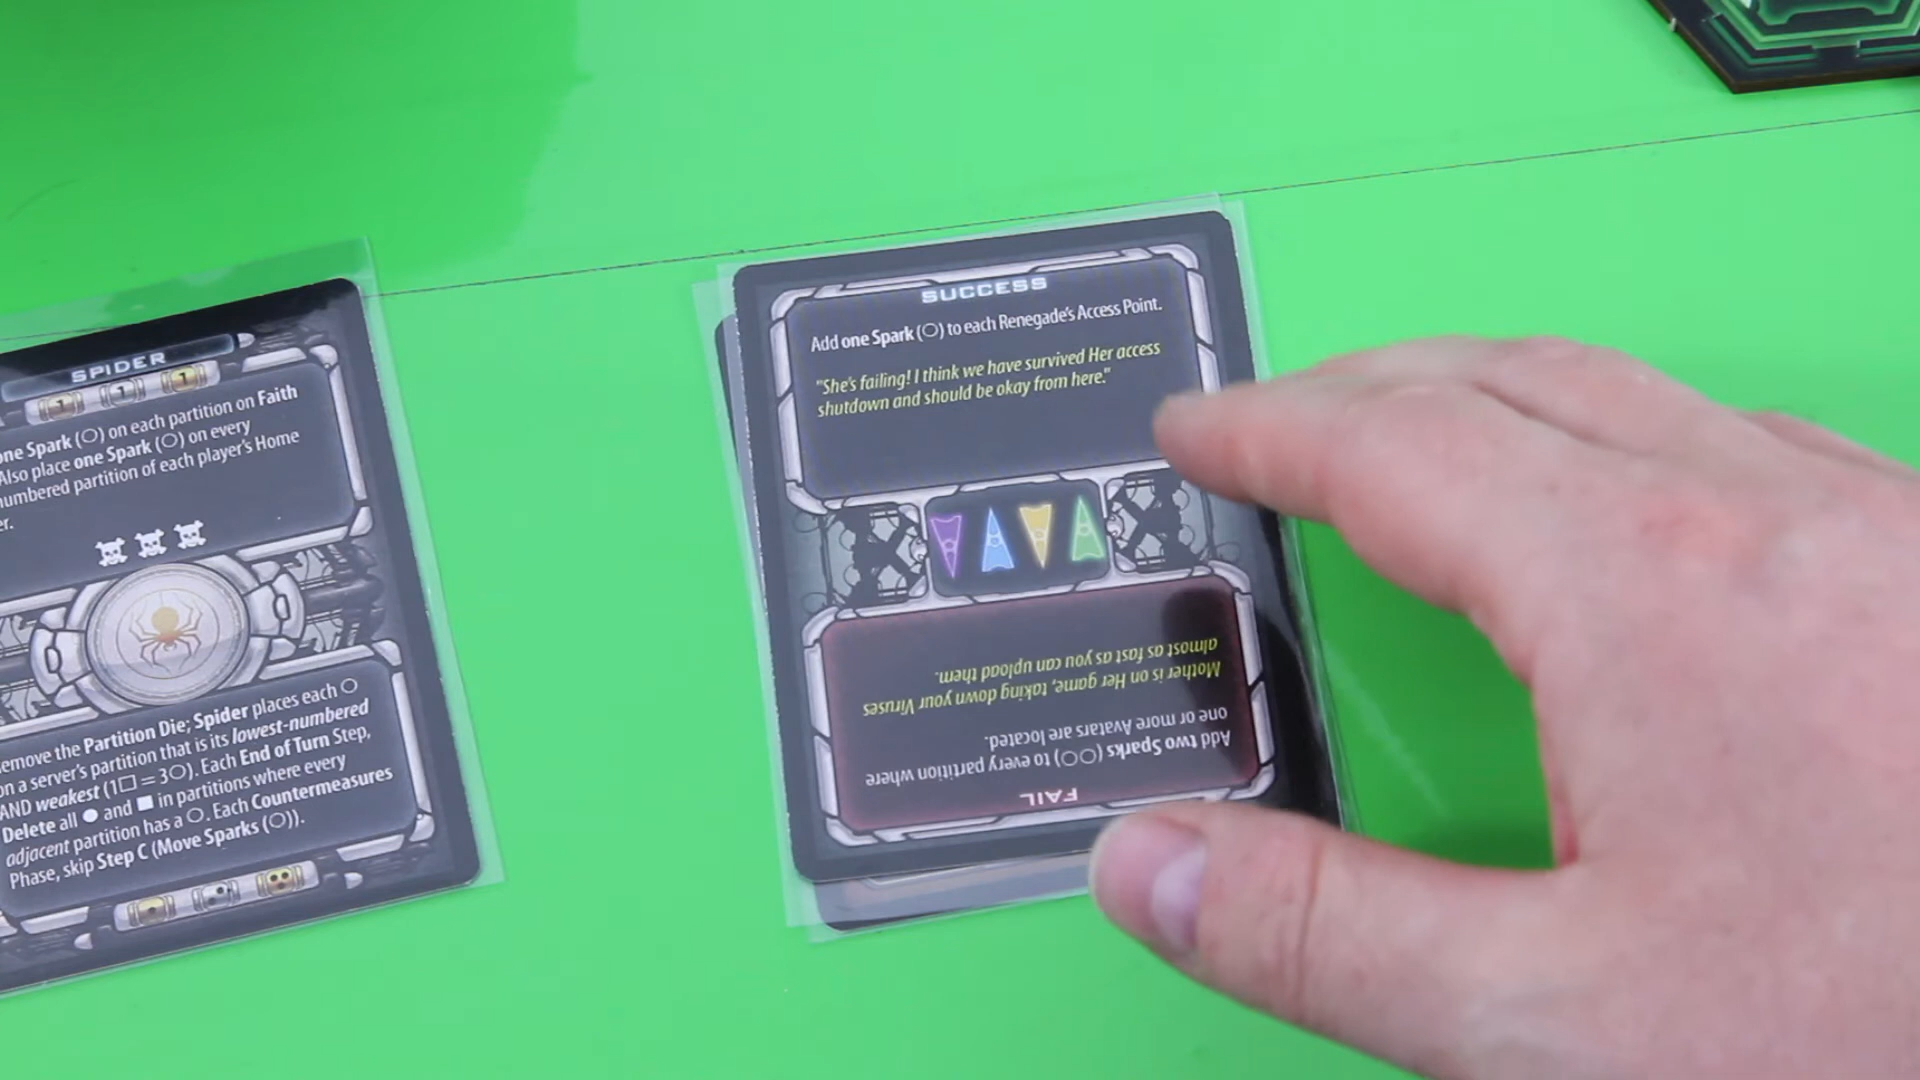 SPIDER
1 1 1
one Spark (○) on each partition on Faith
Also place one Spark (○) on every
numbered partition of each player's Home
er.
emove the Partition Die; Spider places each ○
on a server's partition that is its lowest-numbered
AND weakest (1□ = 3○). Each End of Turn Step,
Delete all ● and ■ in partitions where every
adjacent partition has a ○. Each Countermeasures
Phase, skip Step C (Move Sparks (○)).
SUCCESS
Add one Spark (○) to each Renegade's Access Point.
"She's failing! I think we have survived Her access
shutdown and should be okay from here."
FAIL
Add two Sparks (○○) to every partition where
one or more Avatars are located.
Mother is on Her game, taking down your Viruses
almost as fast as you can upload them.